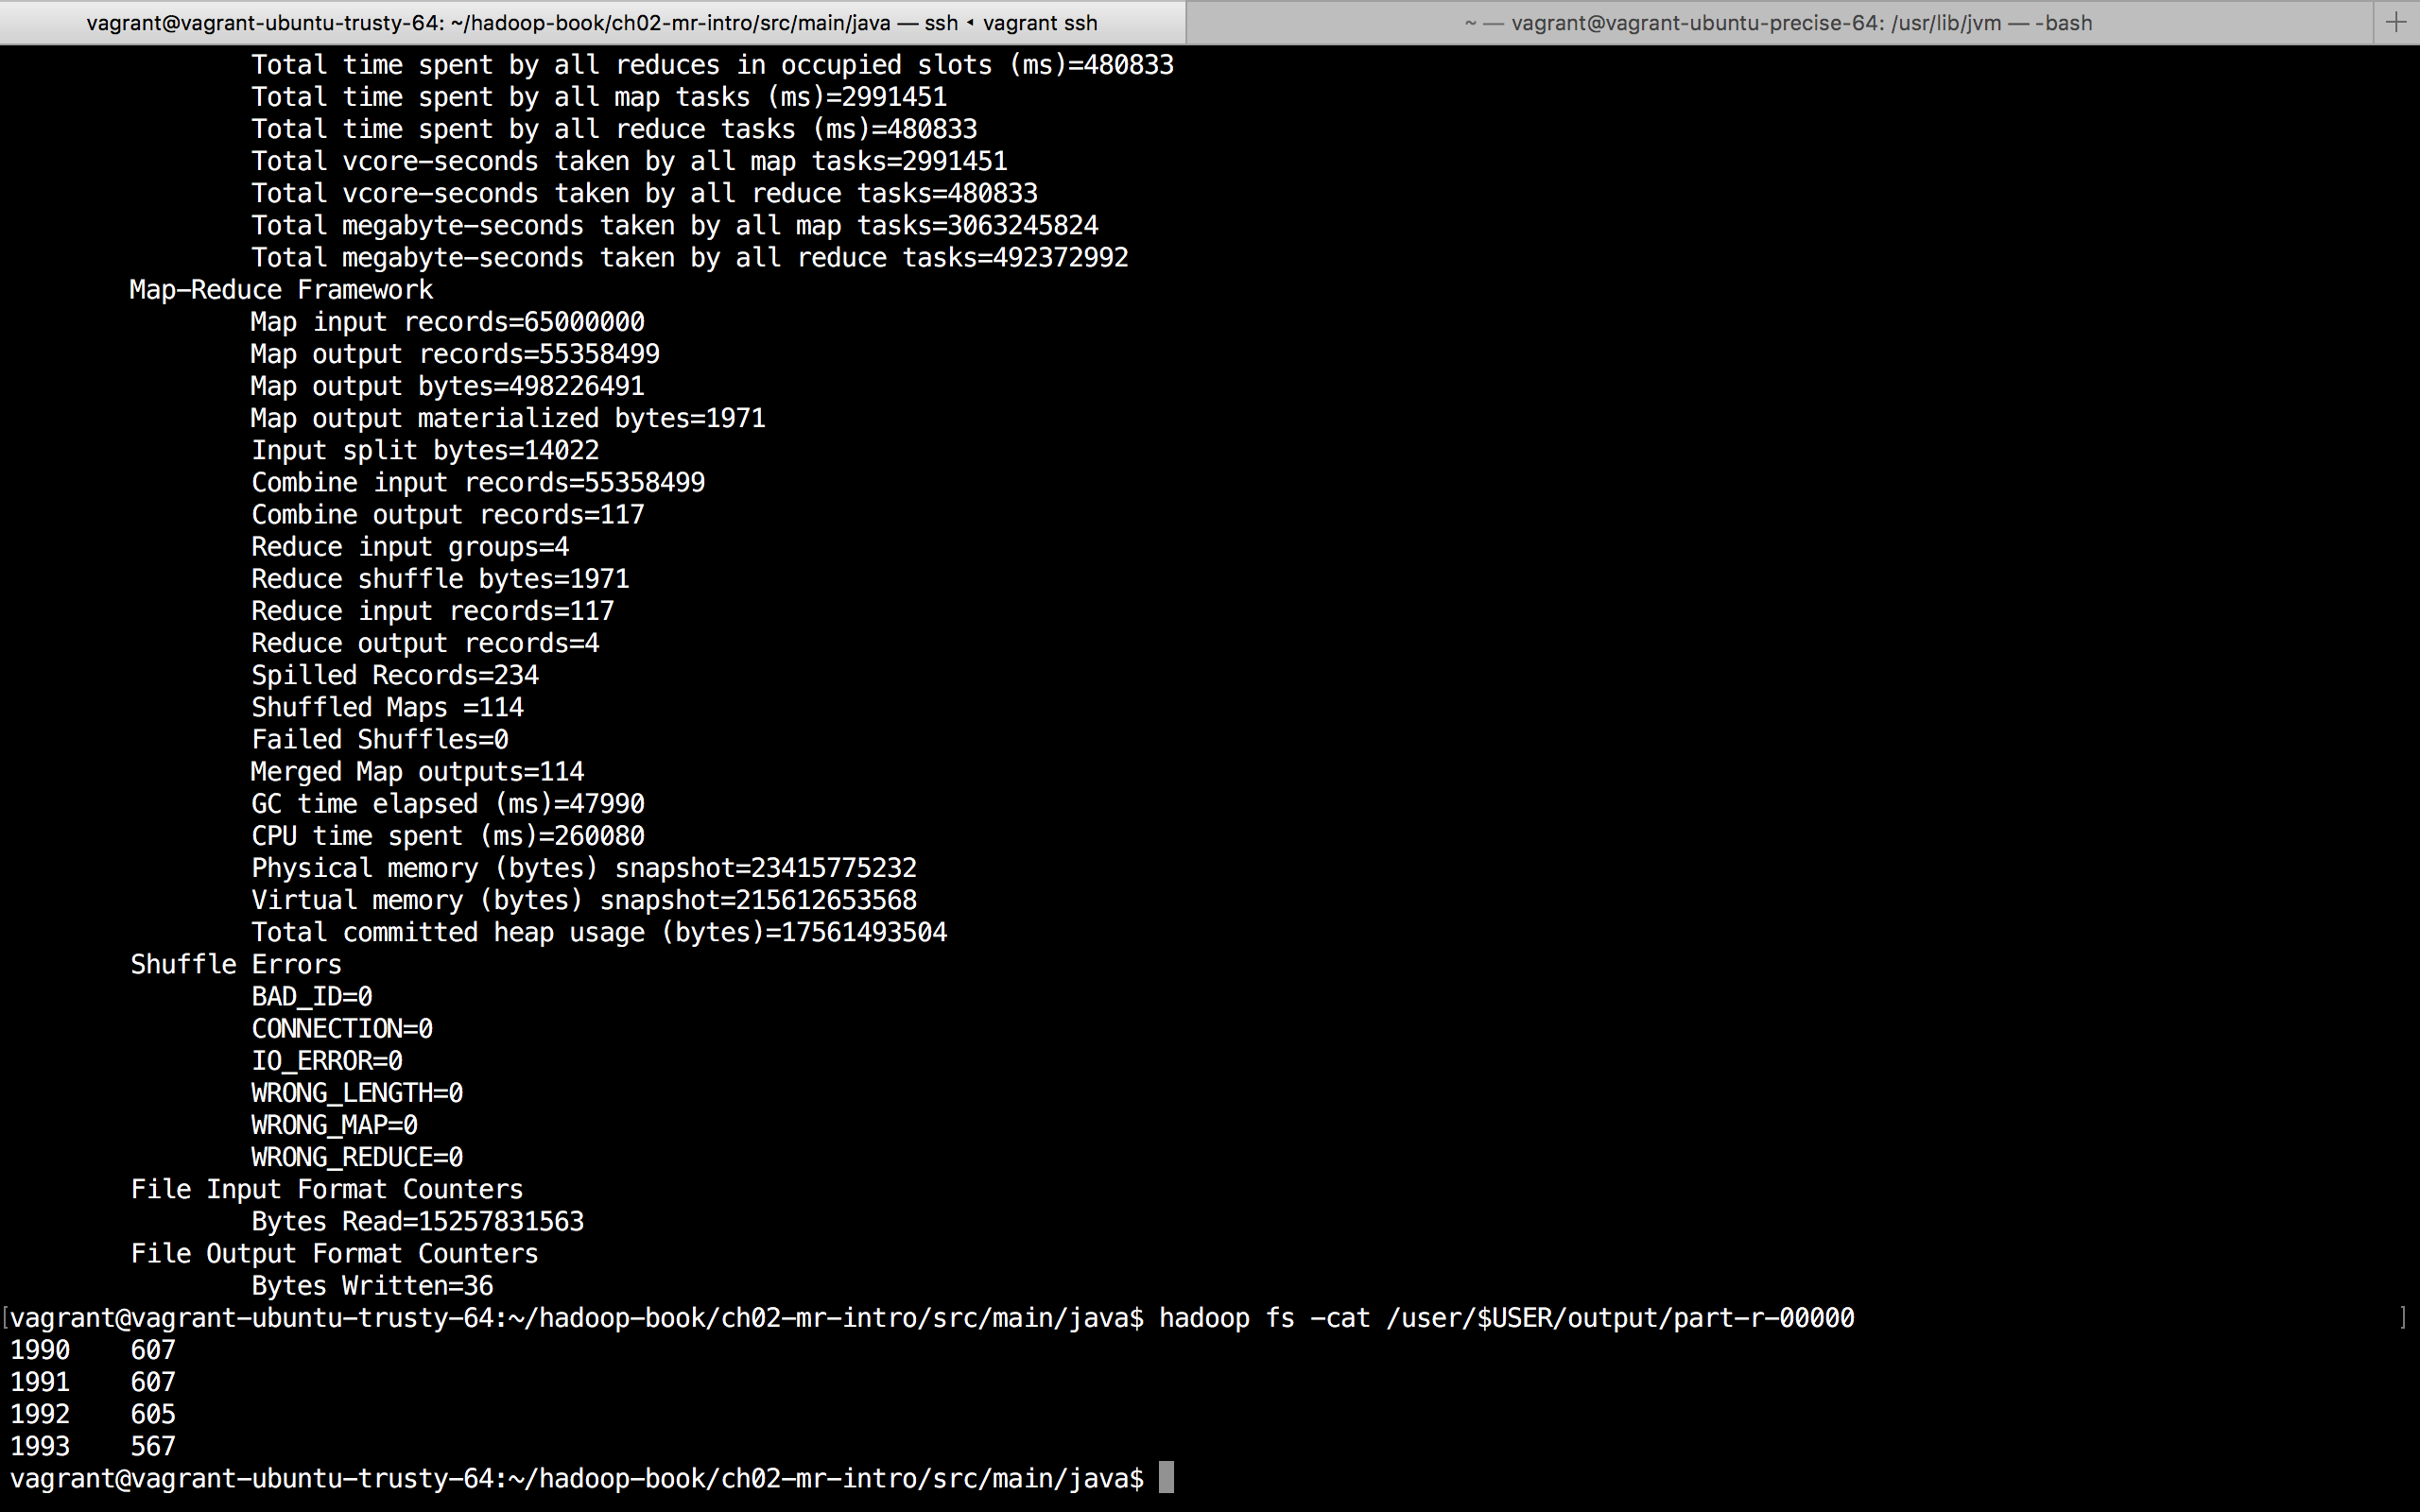 vagrant@vagrant-ubuntu-trusty-64: ~/hadoop-book/ch02-mr-intro/src/main/java — ssh ◂ vagrant ssh
~ — vagrant@vagrant-ubuntu-precise-64: /usr/lib/jvm — -bash
+
Total time spent by all reduces in occupied slots (ms)=480833
Total time spent by all map tasks (ms)=2991451
Total time spent by all reduce tasks (ms)=480833
Total vcore-seconds taken by all map tasks=2991451
Total vcore-seconds taken by all reduce tasks=480833
Total megabyte-seconds taken by all map tasks=3063245824
Total megabyte-seconds taken by all reduce tasks=492372992
Map-Reduce Framework
Map input records=65000000
Map output records=55358499
Map output bytes=498226491
Map output materialized bytes=1971
Input split bytes=14022
Combine input records=55358499
Combine output records=117
Reduce input groups=4
Reduce shuffle bytes=1971
Reduce input records=117
Reduce output records=4
Spilled Records=234
Shuffled Maps =114
Failed Shuffles=0
Merged Map outputs=114
GC time elapsed (ms)=47990
CPU time spent (ms)=260080
Physical memory (bytes) snapshot=23415775232
Virtual memory (bytes) snapshot=215612653568
Total committed heap usage (bytes)=17561493504
Shuffle Errors
BAD_ID=0
CONNECTION=0
IO_ERROR=0
WRONG_LENGTH=0
WRONG_MAP=0
WRONG_REDUCE=0
File Input Format Counters
Bytes Read=15257831563
File Output Format Counters
Bytes Written=36
[vagrant@vagrant-ubuntu-trusty-64:~/hadoop-book/ch02-mr-intro/src/main/java$ hadoop fs -cat /user/$USER/output/part-r-00000 ]
1990 607
1991 607
1992 605
1993 567
vagrant@vagrant-ubuntu-trusty-64:~/hadoop-book/ch02-mr-intro/src/main/java$